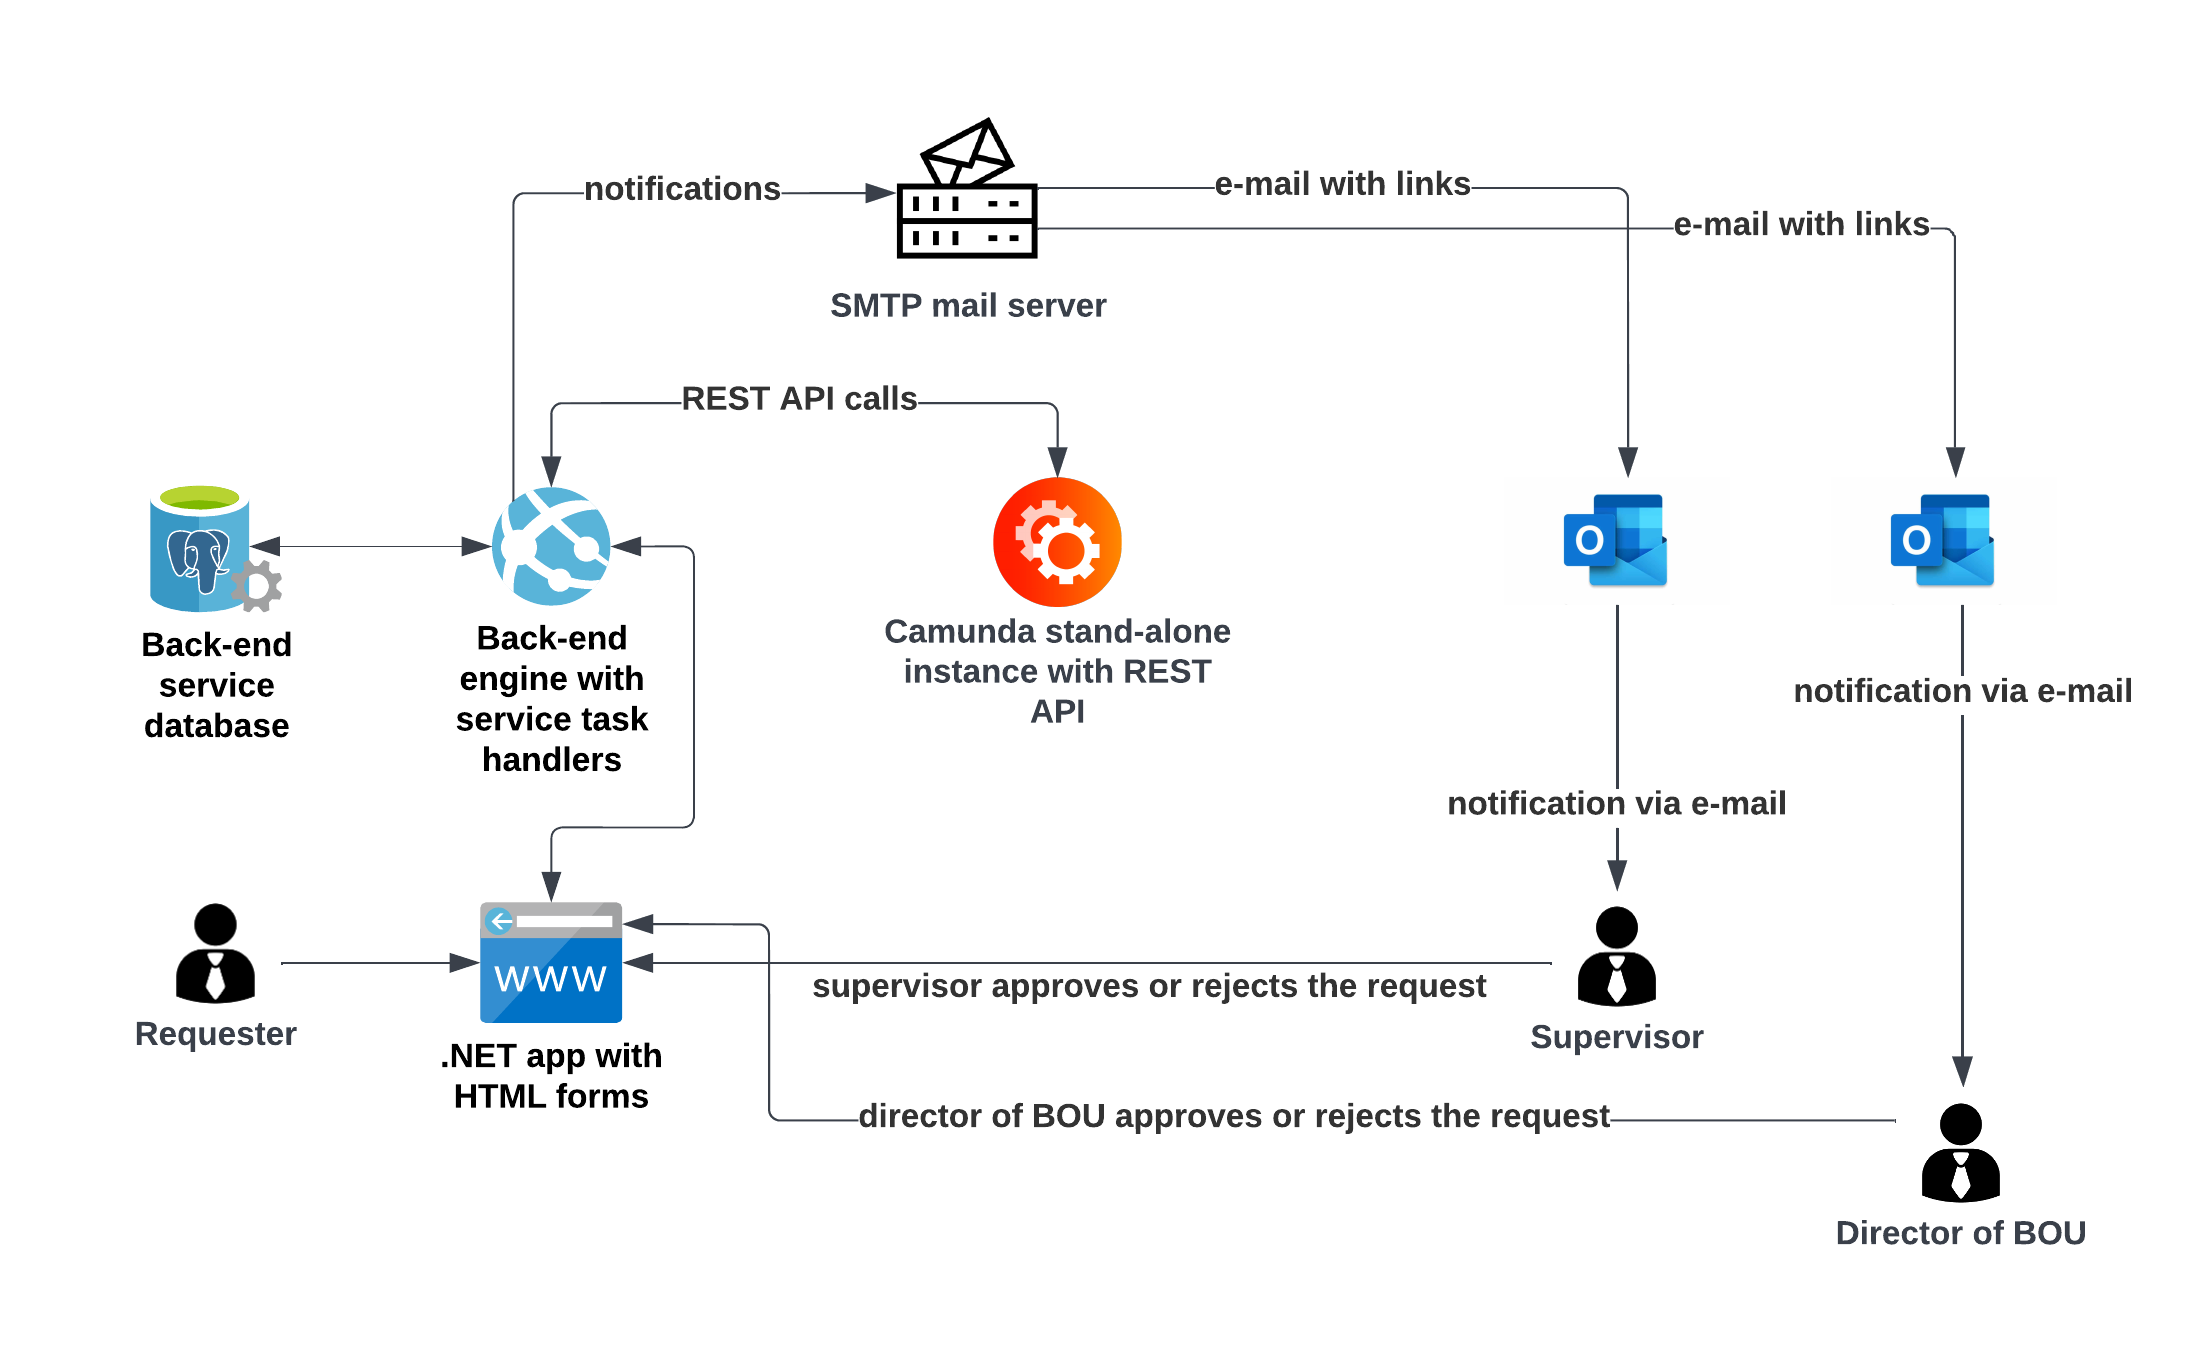 notifications
e-mail with links
e-mail with links
SMTP mail server
REST API calls
O
O
Back-end
service
database
Back-end
engine with
service task
handlers
Camunda stand-alone
instance with REST
API
notification via e-mail
notification via e-mail
www
supervisor approves or rejects the request
Requester
.NET app with
HTML forms
Supervisor
director of BOU approves or rejects the request
Director of BOU